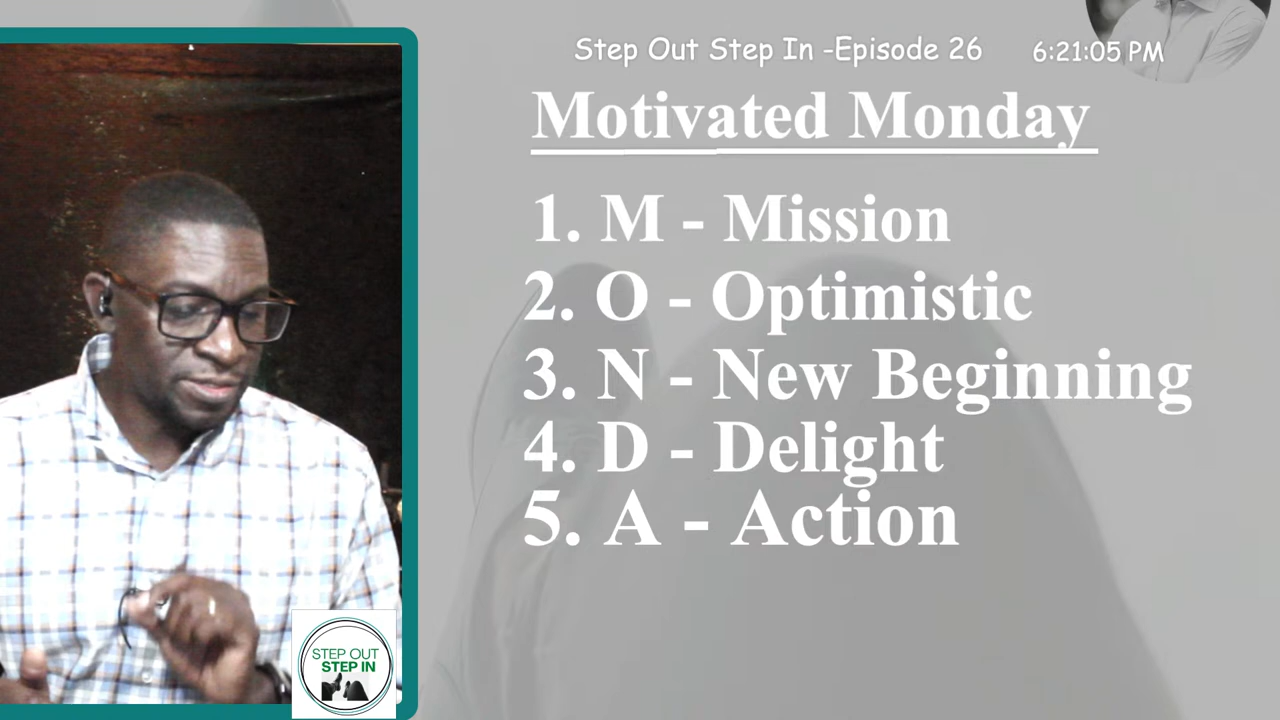 Step Out Step In -Episode 26
6:21:05 PM
Motivated Monday
1. M - Mission
2. O - Optimistic
3. N - New Beginning
4. D - Delight
5. A - Action
STEP OUT
STEP IN